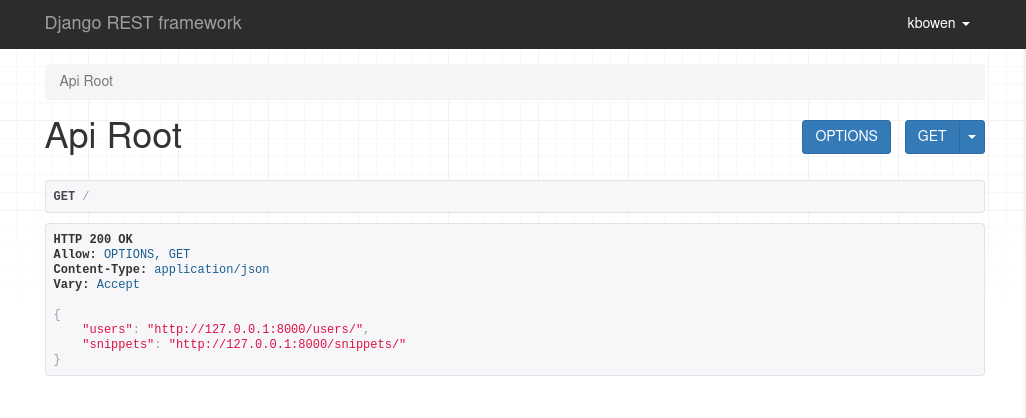 Django REST framework
kbowen
Api Root
Api Root
OPTIONS
GET
GET /
HTTP 200 OK
Allow: OPTIONS, GET
Content-Type: application/json
Vary: Accept
{
    "users": "http://127.0.0.1:8000/users/",
    "snippets": "http://127.0.0.1:8000/snippets/"
}